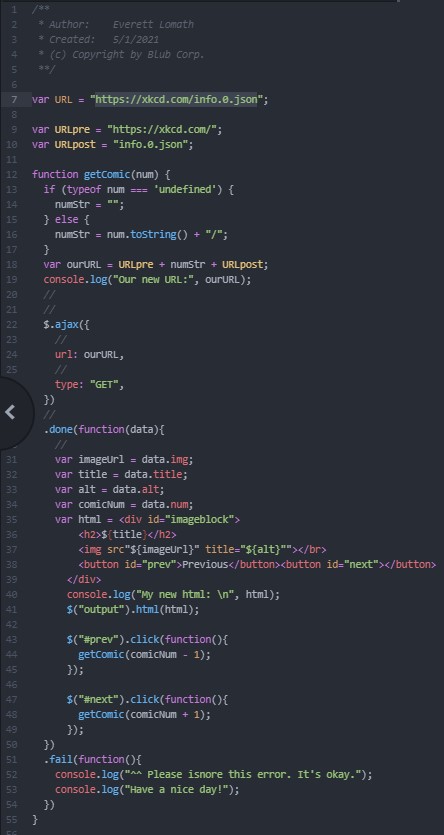 1 /**
2 * Author: Everett Lomath
3 * Created: 5/1/2021
4 * (c) Copyright by Blub Corp.
5 **/
6
7 var URL = "https://xkcd.com/info.0.json";
8
9 var URLpre = "https://xkcd.com/";
10 var URLpost = "info.0.json";
11
12 function getComic(num) {
13 if (typeof num === 'undefined') {
14 numStr = "";
15 } else {
16 numStr = num.toString() + "/";
17 }
18 var ourURL = URLpre + numStr + URLpost;
19 console.log("Our new URL:", ourURL);
20 //
21 //
22 $.ajax({
23 //
24 url: ourURL,
25 //
type: "GET",
})
//
.done(function(data){
//
31 var imageUrl = data.img;
32 var title = data.title;
33 var alt = data.alt;
34 var comicNum = data.num;
35 var html = <div id="imageblock">
36 <h2>${title}</h2>
37 <img src"${imageUrl}" title="${alt}""></br>
38 <button id="prev">Previous</button><button id="next"></button>
39 </div>
40 console.log("My new html: \n", html);
41 $("output").html(html);
42
43 $("#prev").click(function(){
44 getComic(comicNum - 1);
45 });
46
47 $("#next").click(function(){
48 getComic(comicNum + 1);
49 });
50 })
51 .fail(function(){
52 console.log("^^ Please isnore this error. It's okay.");
53 console.log("Have a nice day!");
54 })
55 }